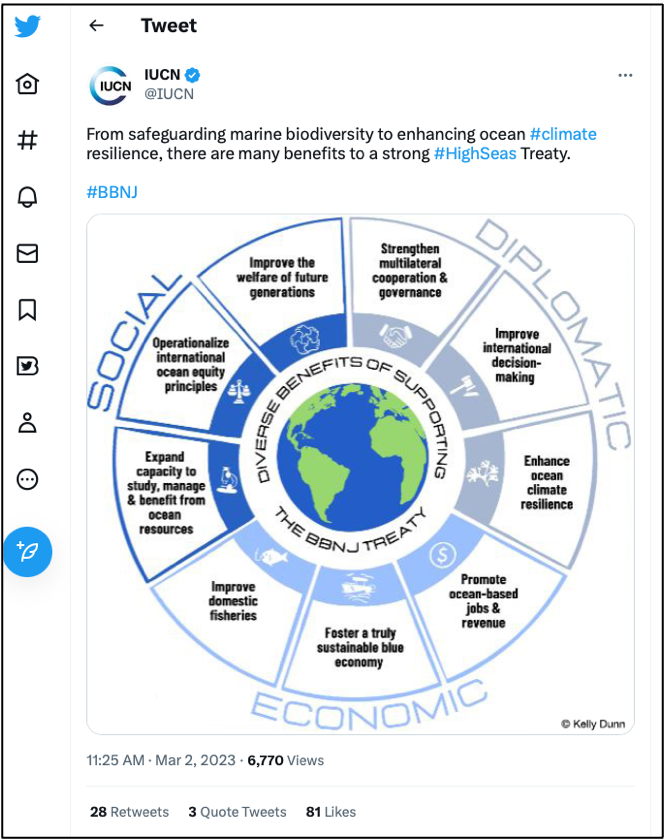 Tweet
IUCN
IUCN
@IUCN
From safeguarding marine biodiversity to enhancing ocean #climate
resilience, there are many benefits to a strong #HighSeas Treaty.
#BBNJ
SOCIAL
DIPLOMATIC
ECONOMIC
Improve the
welfare of future
generations
Strengthen
multilateral
cooperation &
governance
Operationalize
international
ocean equity
principles
Improve
international
decision-
making
DIVERSE BENEFITS OF SUPPORTING
THE BBNJ TREATY
Expand
capacity to
study, manage
& benefit from
ocean
resources
Enhance
ocean
climate
resilience
Improve
domestic
fisheries
$
Promote
ocean-based
jobs &
revenue
Foster a truly
sustainable blue
economy
© Kelly Dunn
11:25 AM · Mar 2, 2023 · 6,770 Views
28 Retweets 3 Quote Tweets 81 Likes